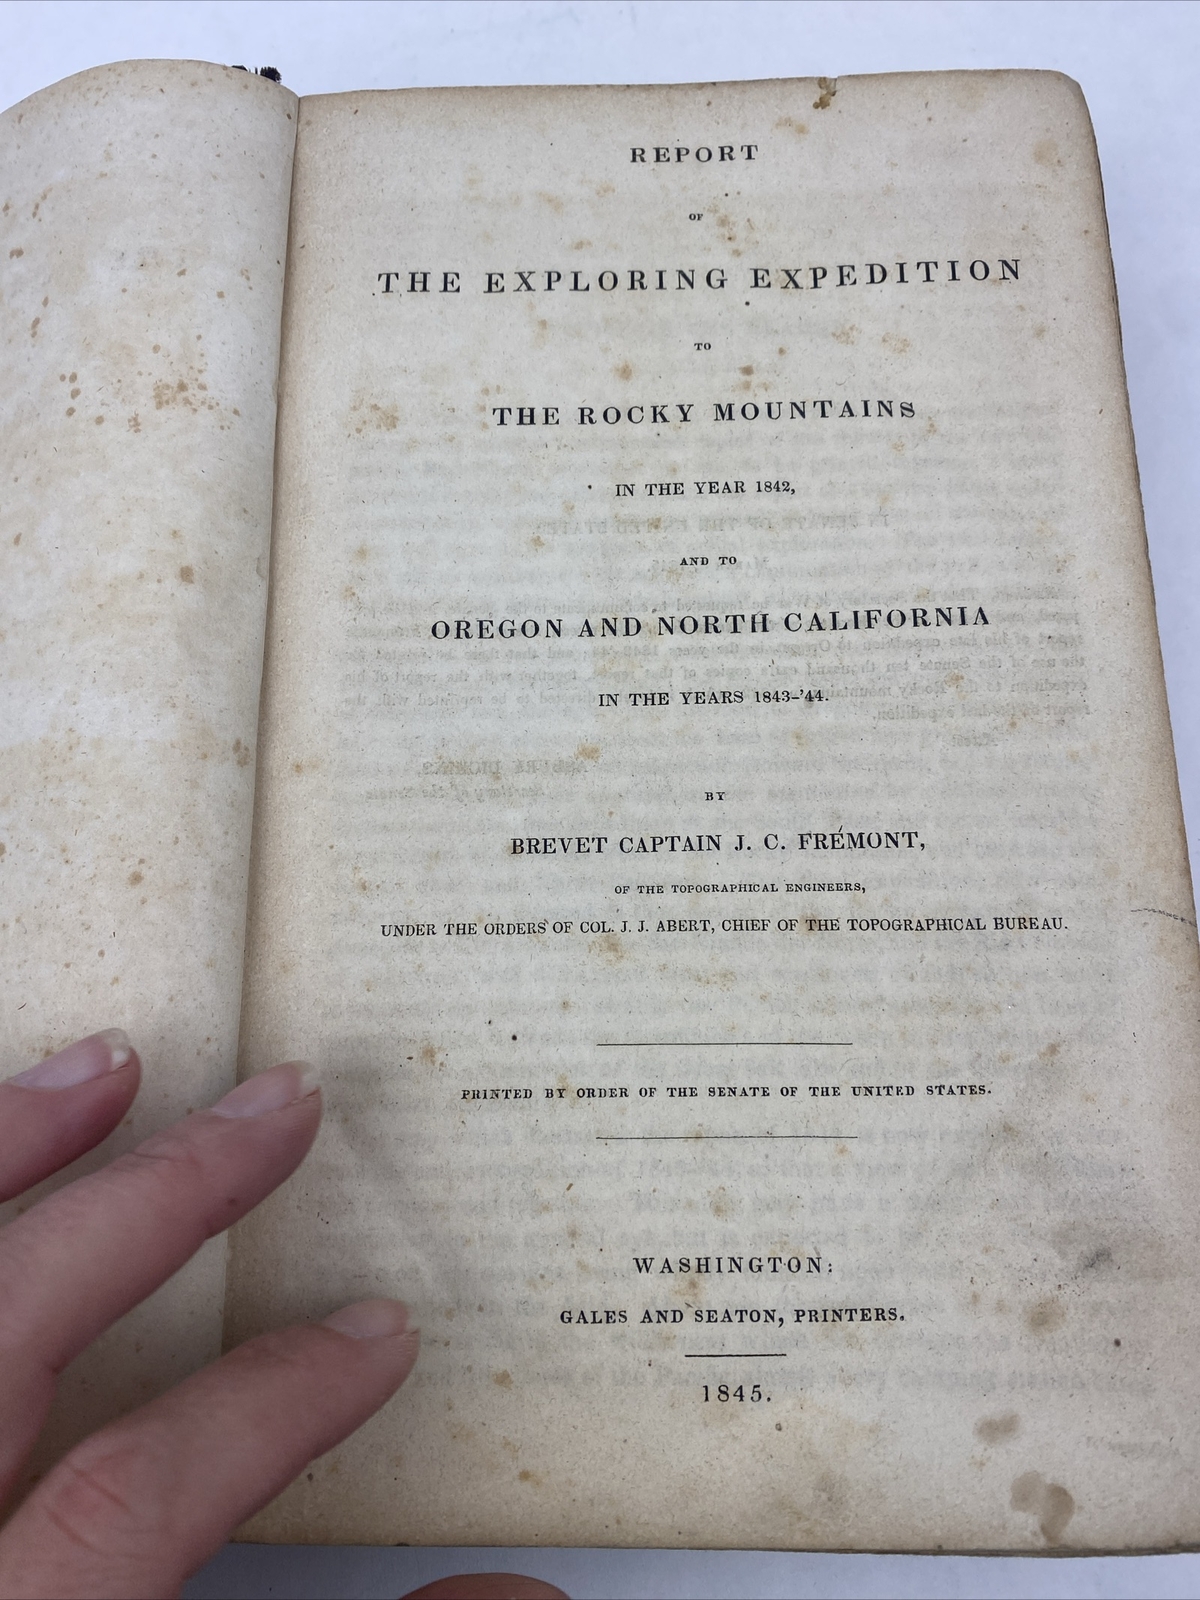 REPORT
OF
THE EXPLORING EXPEDITION
TO
THE ROCKY MOUNTAINS
IN THE YEAR 1842,
AND TO
OREGON AND NORTH CALIFORNIA
IN THE YEARS 1843-'44.
BY
BREVET CAPTAIN J. C. FRÉMONT,
OF THE TOPOGRAPHICAL ENGINEERS,
UNDER THE ORDERS OF COL. J. J. ABERT, CHIEF OF THE TOPOGRAPHICAL BUREAU.
PRINTED BY ORDER OF THE SENATE OF THE UNITED STATES.
WASHINGTON:
GALES AND SEATON, PRINTERS.
1845.